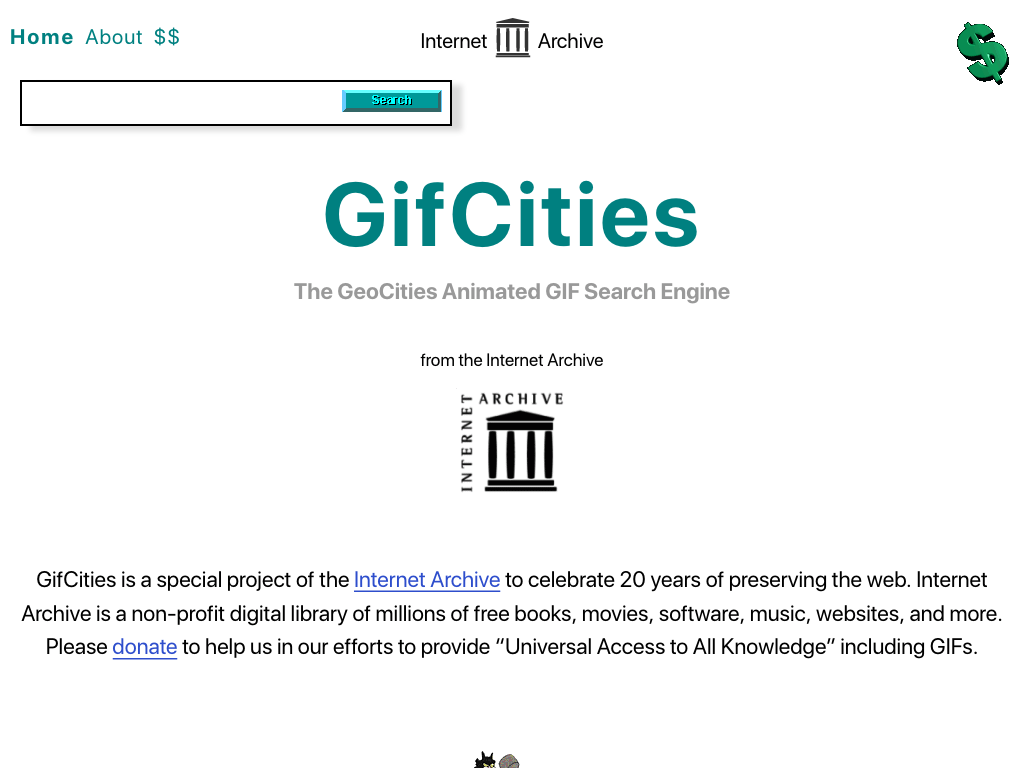 Home About $$
Internet Archive
$
Search
GifCities
The GeoCities Animated GIF Search Engine
from the Internet Archive
INTERNET ARCHIVE
GifCities is a special project of the Internet Archive to celebrate 20 years of preserving the web. Internet
Archive is a non-profit digital library of millions of free books, movies, software, music, websites, and more.
Please donate to help us in our efforts to provide “Universal Access to All Knowledge” including GIFs.